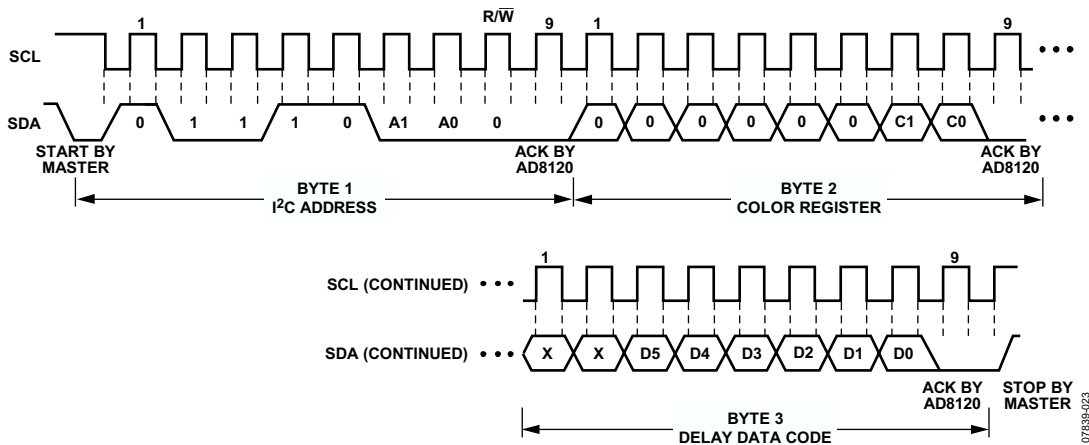 R/W̅
1 9 1 9
SCL
SDA 0 1 1 1 0 A1 A0 0 0 0 0 0 0 0 C1 C0
START BY MASTER
ACK BY AD8120
ACK BY AD8120
BYTE 1
I²C ADDRESS
BYTE 2
COLOR REGISTER
1 9
SCL (CONTINUED)
SDA (CONTINUED) X X D5 D4 D3 D2 D1 D0
ACK BY AD8120
STOP BY MASTER
BYTE 3
DELAY DATA CODE
07839-023